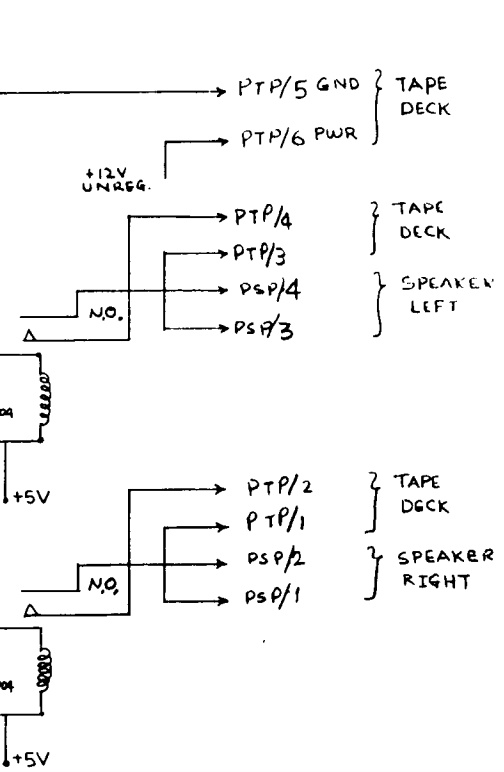 PTP/5 GND
TAPE
DECK
PTP/6 PWR
+12V
UNREG.
PTP/4
TAPE
DECK
PTP/3
PSP/4
SPEAKER
LEFT
N.O.
PSP/3
+5V
PTP/2
TAPE
DECK
PTP/1
PSP/2
SPEAKER
RIGHT
N.O.
PSP/1
+5V